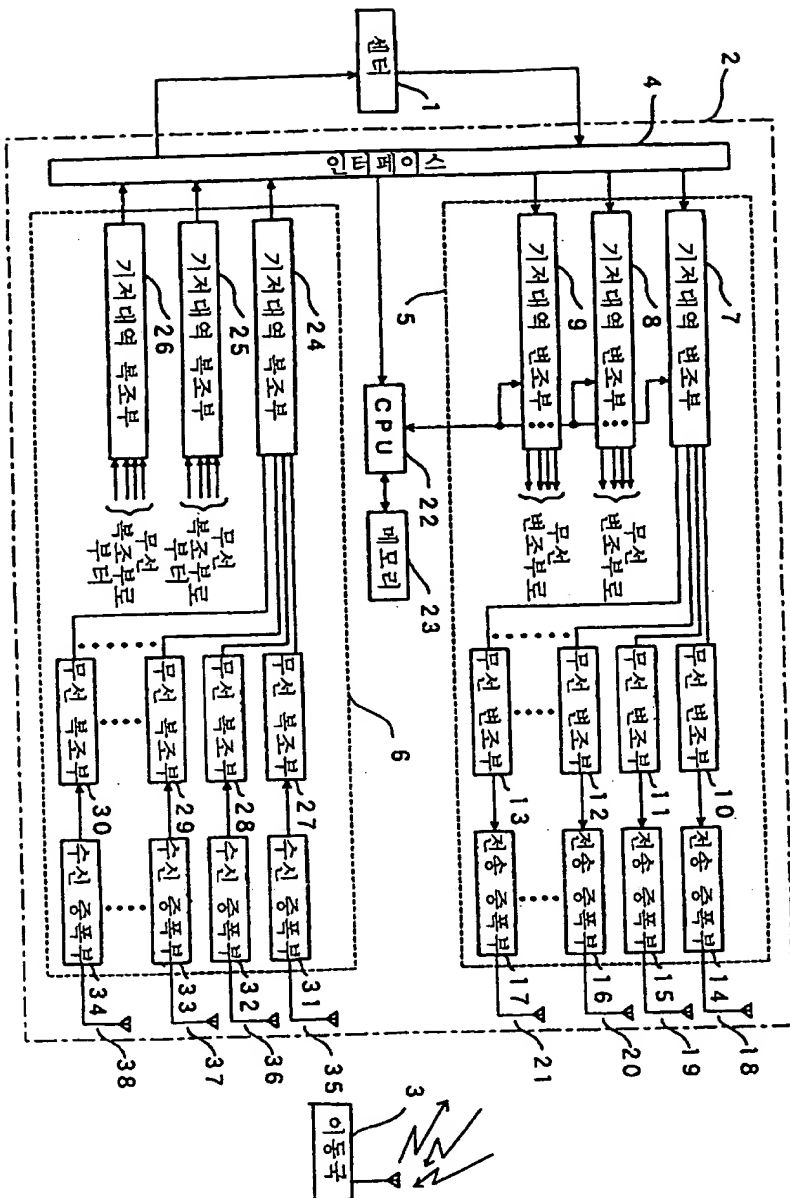 2
4
센터
1
인터페이스
5
기저대역 변조부
7
기저대역 변조부
8
기저대역 변조부
9
무선
변조부로
무선
변조부로
무선 변조부
10
무선 변조부
11
무선 변조부
12
무선 변조부
13
전송 증폭부
14
전송 증폭부
15
전송 증폭부
16
전송 증폭부
17
18
19
20
21
CPU
22
메모리
23
6
기저대역 복조부
24
기저대역 복조부
25
기저대역 복조부
26
무선
복조부로
부터
무선
복조부로
부터
무선 복조부
27
무선 복조부
28
무선 복조부
29
무선 복조부
30
수신 증폭부
31
수신 증폭부
32
수신 증폭부
33
수신 증폭부
34
35
36
37
38
3
이동국